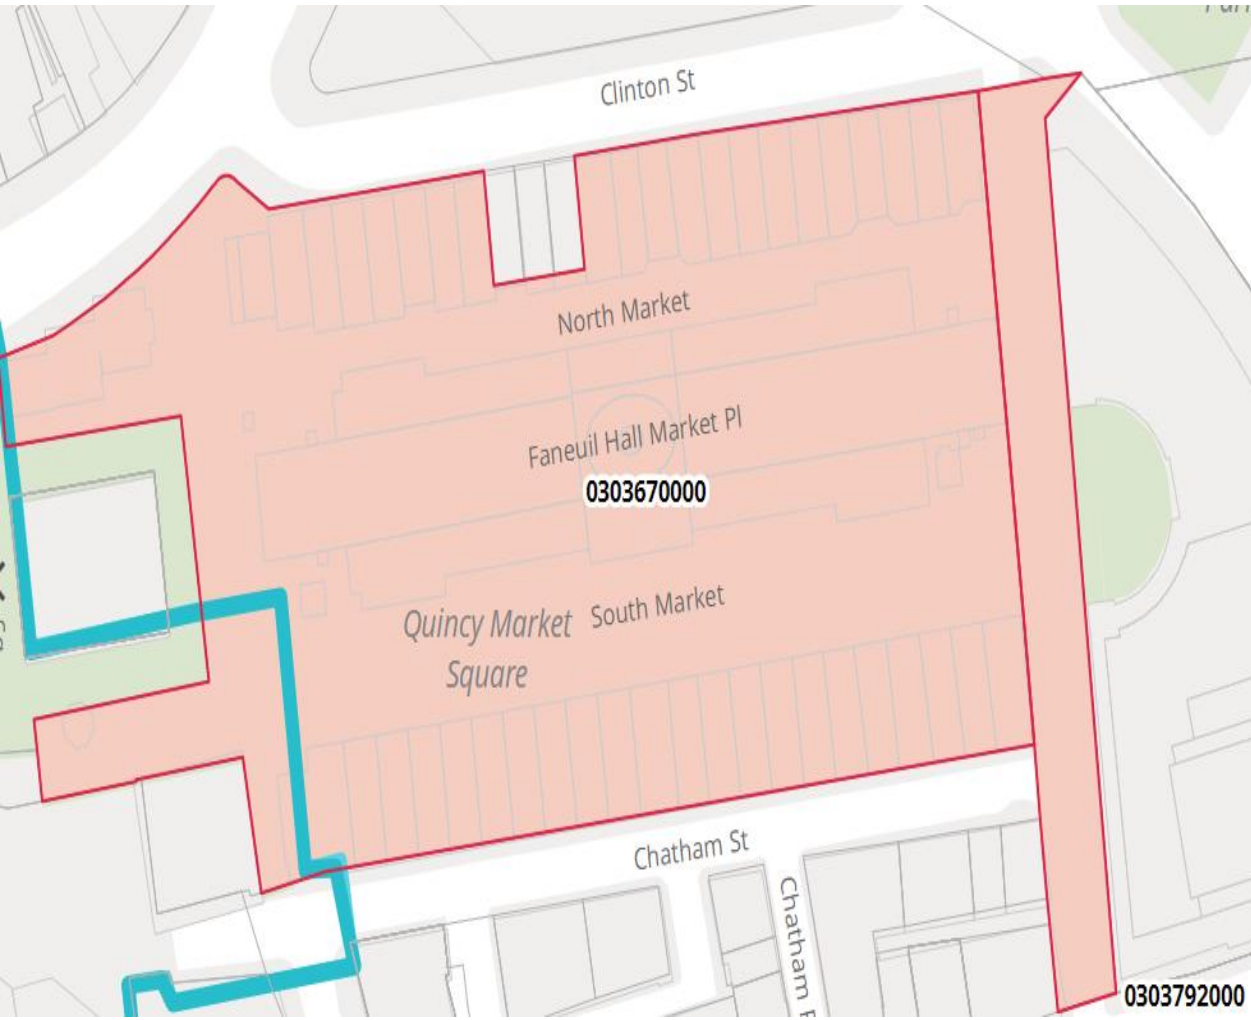 Clinton St
North Market
Faneuil Hall Market Pl
0303670000
Quincy Market
Square
South Market
Chatham St
Chatham
0303792000